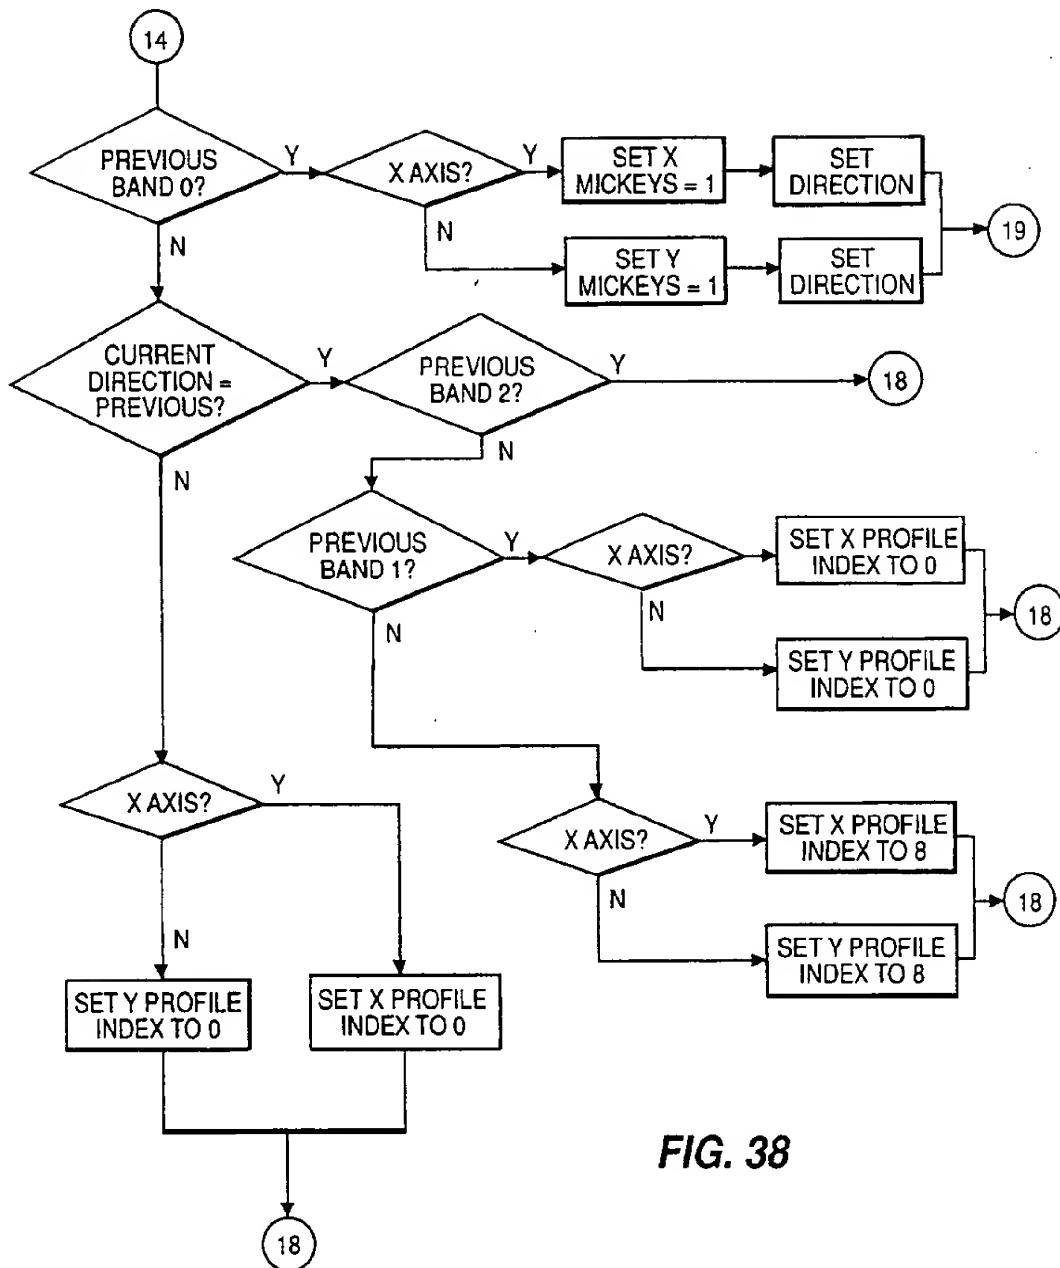 14
PREVIOUS
BAND 0?
Y
X AXIS?
Y
SET X
MICKEYS = 1
SET
DIRECTION
N
N
SET Y
MICKEYS = 1
SET
DIRECTION
19
CURRENT
DIRECTION =
PREVIOUS?
Y
PREVIOUS
BAND 2?
Y
18
N
N
PREVIOUS
BAND 1?
Y
X AXIS?
SET X PROFILE
INDEX TO 0
N
N
SET Y PROFILE
INDEX TO 0
18
X AXIS?
Y
X AXIS?
Y
SET X PROFILE
INDEX TO 8
N
N
SET Y PROFILE
INDEX TO 8
18
SET Y PROFILE
INDEX TO 0
SET X PROFILE
INDEX TO 0
18
FIG. 38